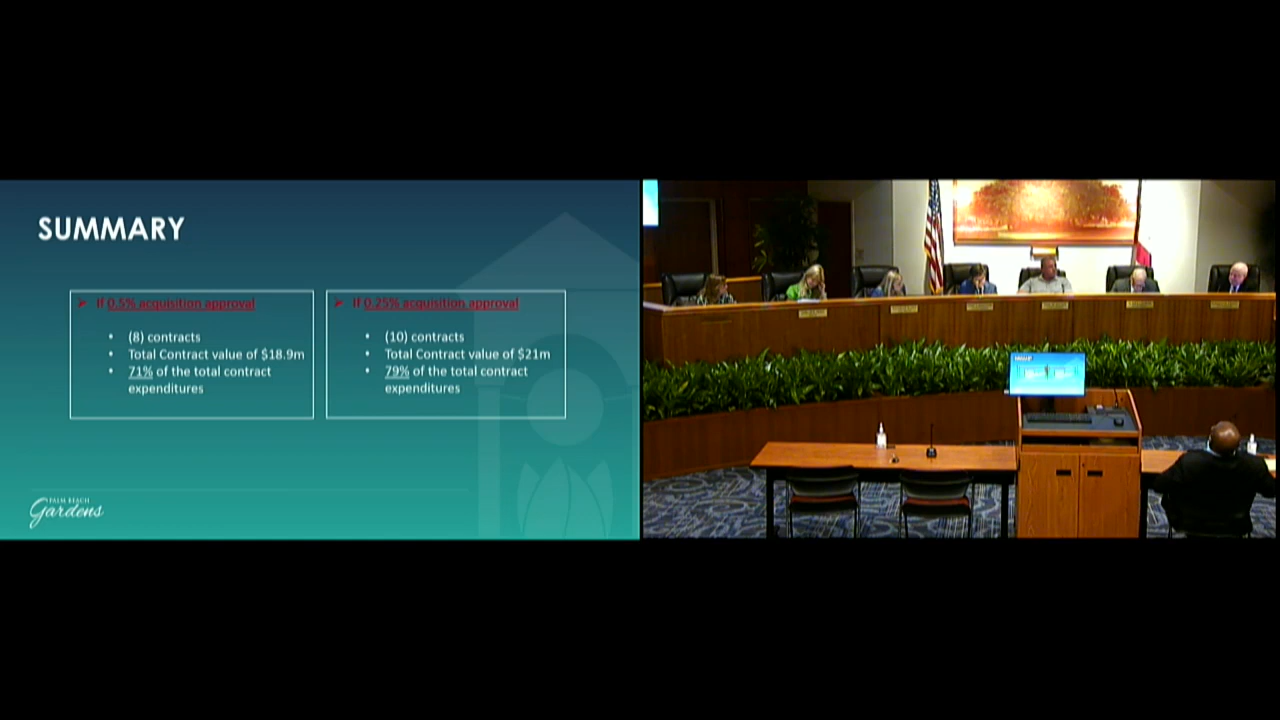 SUMMARY
➢ If 0.5% acquisition approval
• (8) contracts
• Total Contract value of $18.9m
• 71% of the total contract
expenditures
➢ If 0.25% acquisition approval
• (10) contracts
• Total Contract value of $21m
• 79% of the total contract
expenditures
PALM BEACH
Gardens